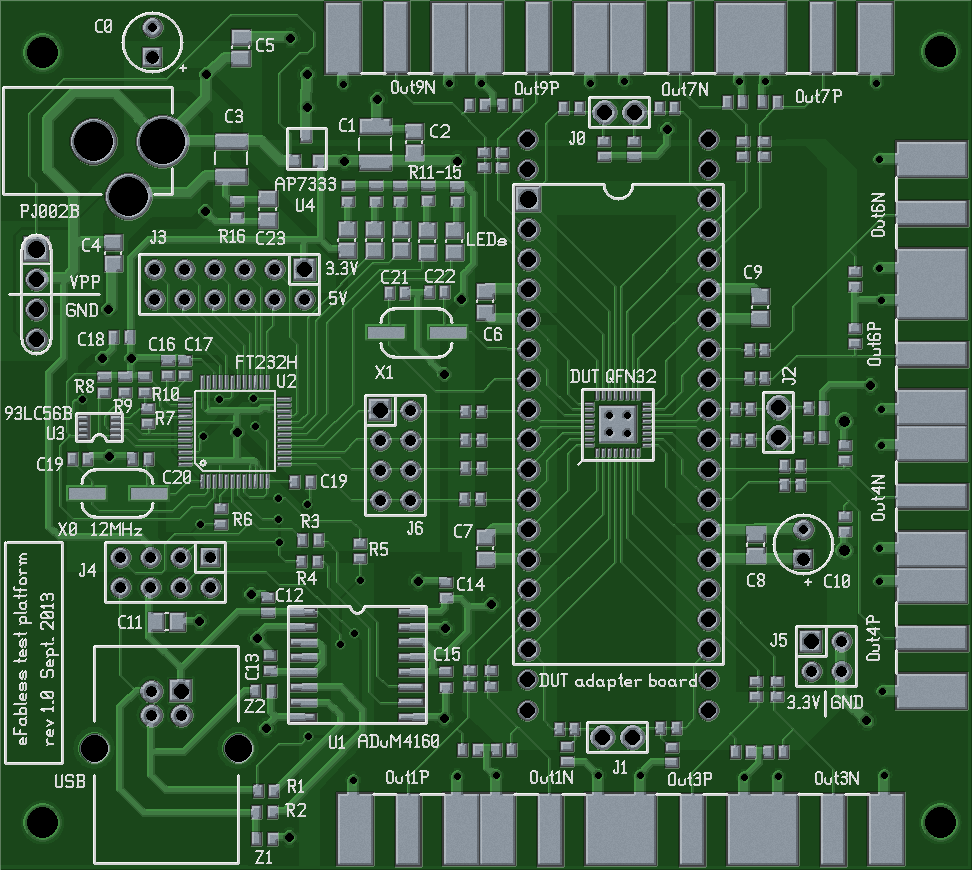 C0
+
C5
Out9N
Out9P
Out7N
Out7P
C3
C1
C2
J0
R11-15
AP7333
U4
PJ002B
Out6N
C4
J3
R16
C23
LEDs
VPP
3.3V
GND
5V
C21
C22
C9
C6
C18
C16
C17
FT232H
U2
X1
Out6P
R8
R10
R9
R7
93LC56B
U3
DUT QFN32
J2
C19
C20
C19
X0 12MHz
R6
R3
J6
Out4N
R5
R4
C7
C8
+
C10
J4
C12
C14
C11
eFabless test platform
rev 1.0 Sept. 2013
C13
C15
Z2
U1
ADuM4160
DUT adapter board
J5
3.3V
GND
Out4P
USB
R1
R2
Z1
Out1P
Out1N
J1
Out3P
Out3N